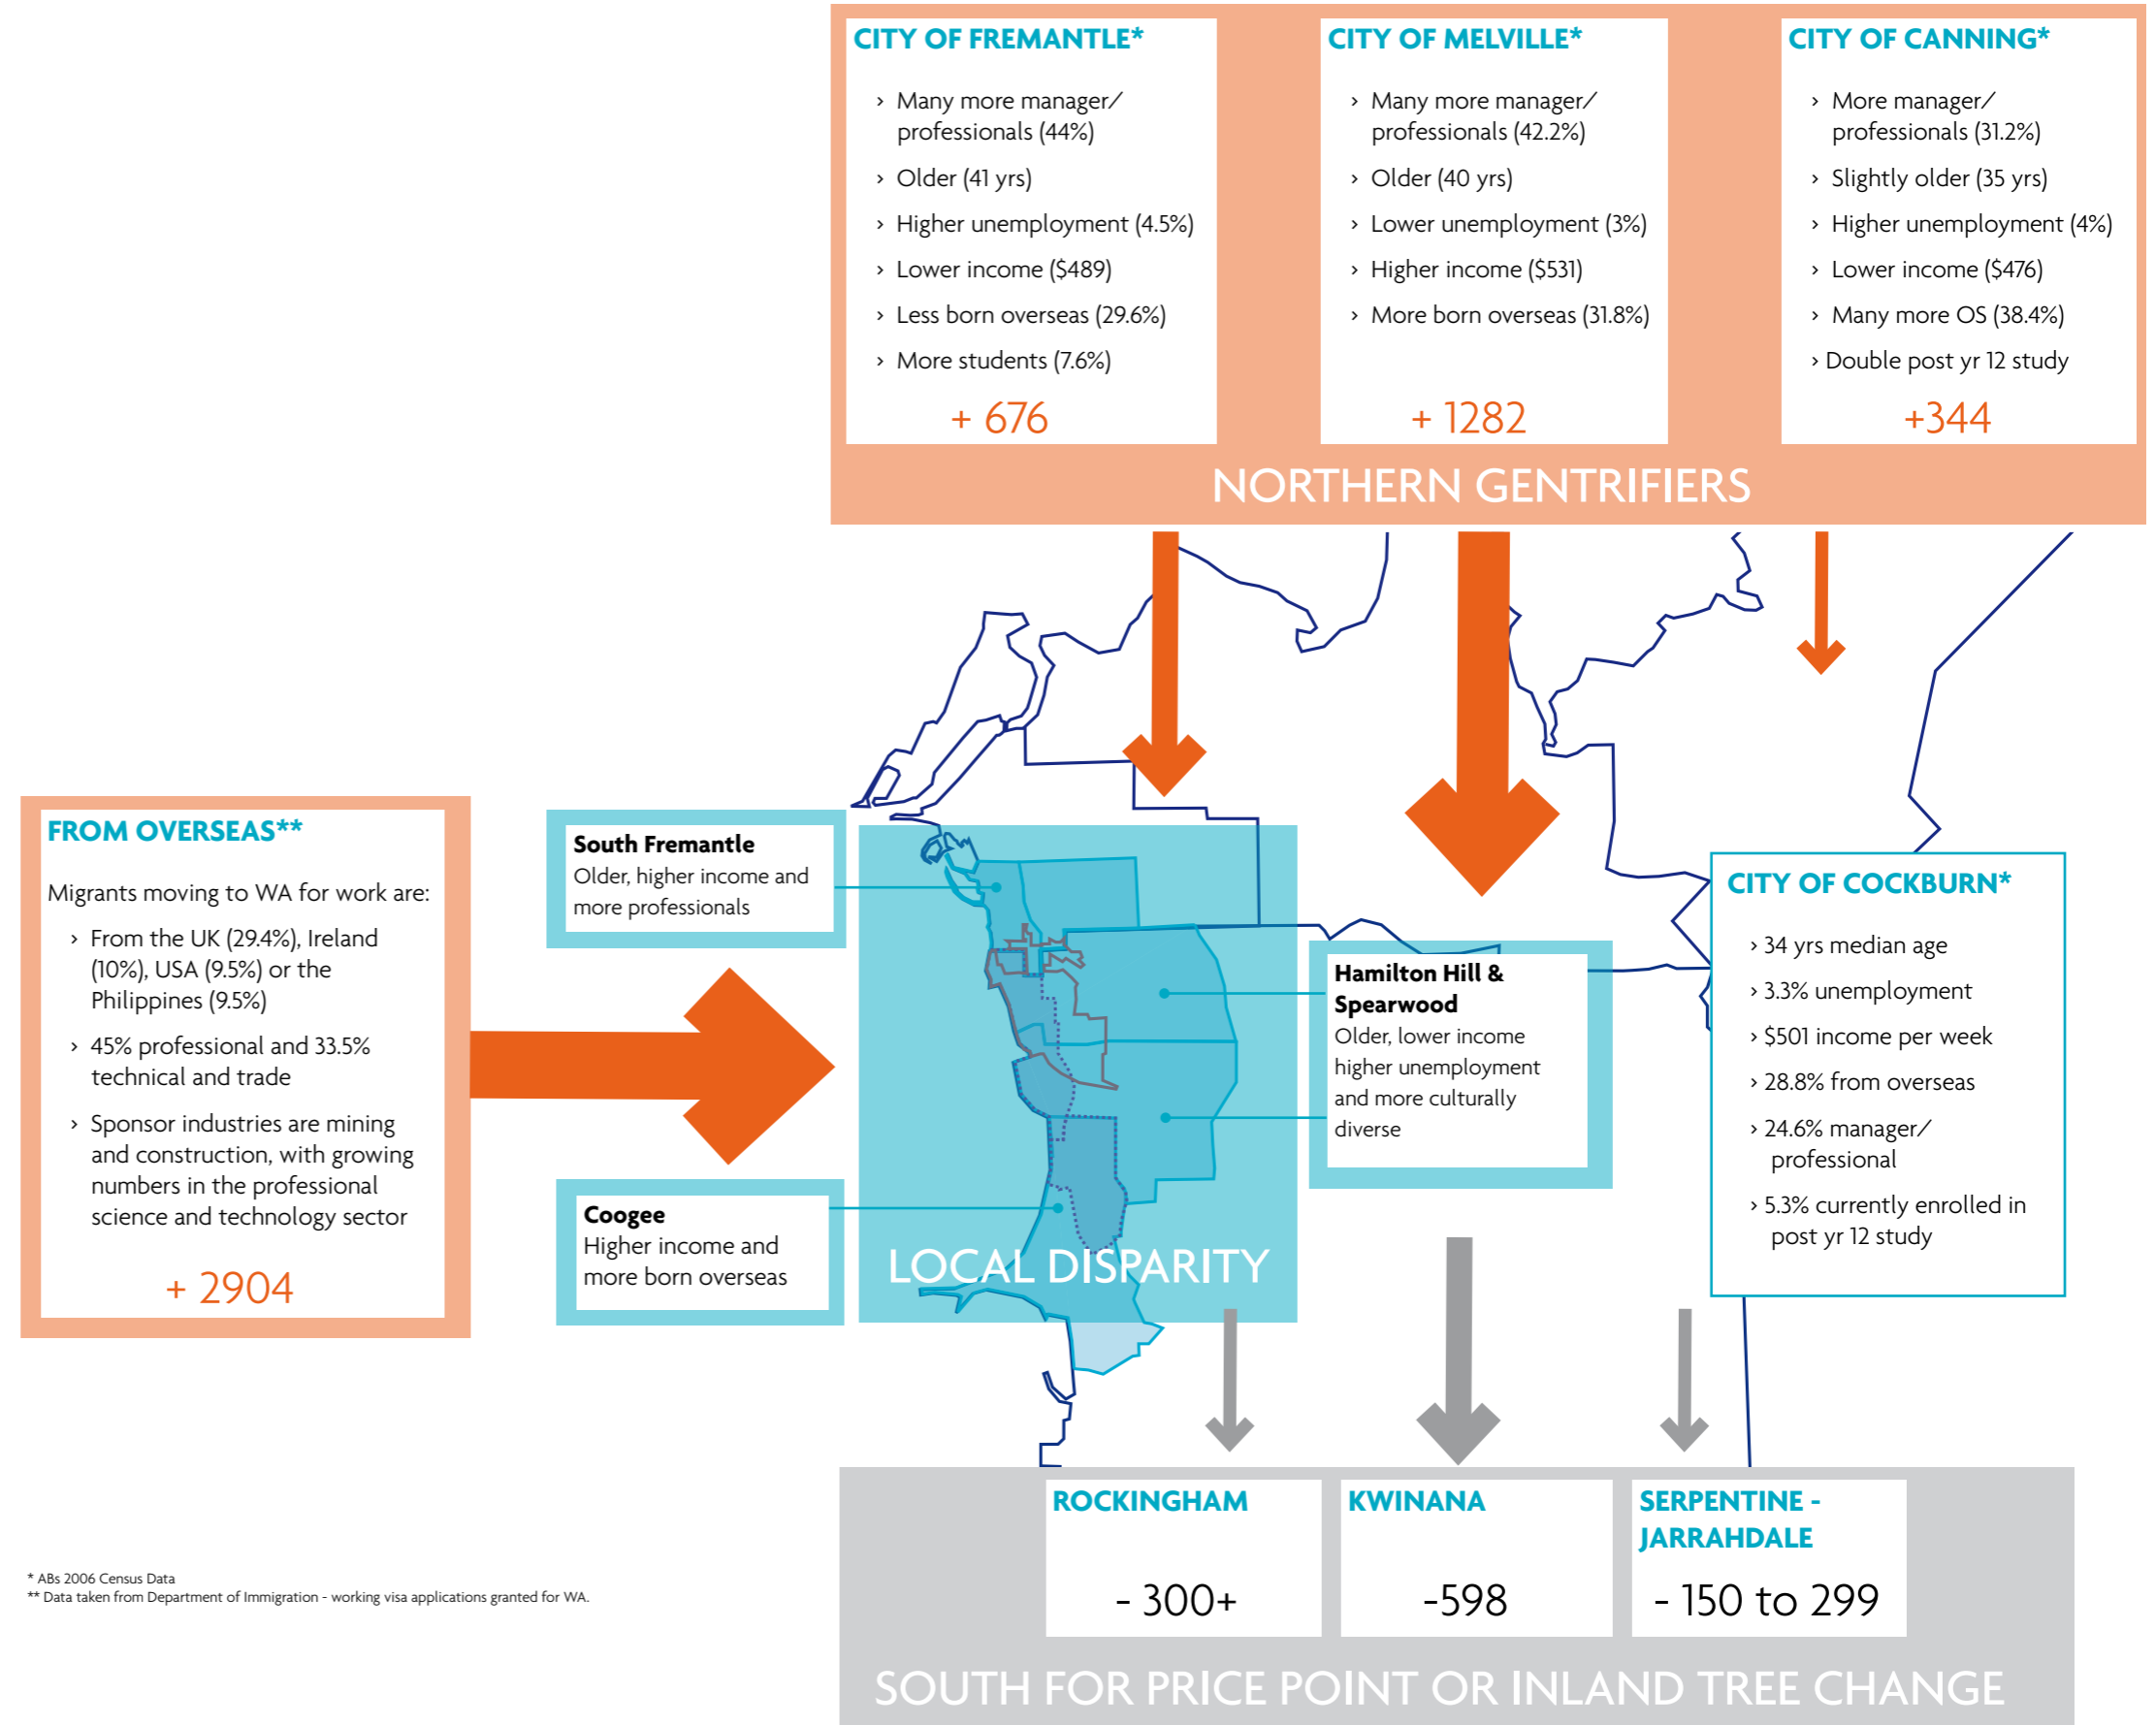 CITY OF FREMANTLE*
› Many more manager/
professionals (44%)
› Older (41 yrs)
› Higher unemployment (4.5%)
› Lower income ($489)
› Less born overseas (29.6%)
› More students (7.6%)
+ 676
CITY OF MELVILLE*
› Many more manager/
professionals (42.2%)
› Older (40 yrs)
› Lower unemployment (3%)
› Higher income ($531)
› More born overseas (31.8%)
+ 1282
CITY OF CANNING*
› More manager/
professionals (31.2%)
› Slightly older (35 yrs)
› Higher unemployment (4%)
› Lower income ($476)
› Many more OS (38.4%)
› Double post yr 12 study
+344
NORTHERN GENTRIFIERS
FROM OVERSEAS**
Migrants moving to WA for work are:
› From the UK (29.4%), Ireland
(10%), USA (9.5%) or the
Philippines (9.5%)
› 45% professional and 33.5%
technical and trade
› Sponsor industries are mining
and construction, with growing
numbers in the professional
science and technology sector
+ 2904
South Fremantle
Older, higher income and
more professionals
Coogee
Higher income and
more born overseas
LOCAL DISPARITY
Hamilton Hill &
Spearwood
Older, lower income
higher unemployment
and more culturally
diverse
CITY OF COCKBURN*
› 34 yrs median age
› 3.3% unemployment
› $501 income per week
› 28.8% from overseas
› 24.6% manager/
professional
› 5.3% currently enrolled in
post yr 12 study
ROCKINGHAM
- 300+
KWINANA
-598
SERPENTINE -
JARRAHDALE
- 150 to 299
SOUTH FOR PRICE POINT OR INLAND TREE CHANGE
* ABs 2006 Census Data
** Data taken from Department of Immigration - working visa applications granted for WA.